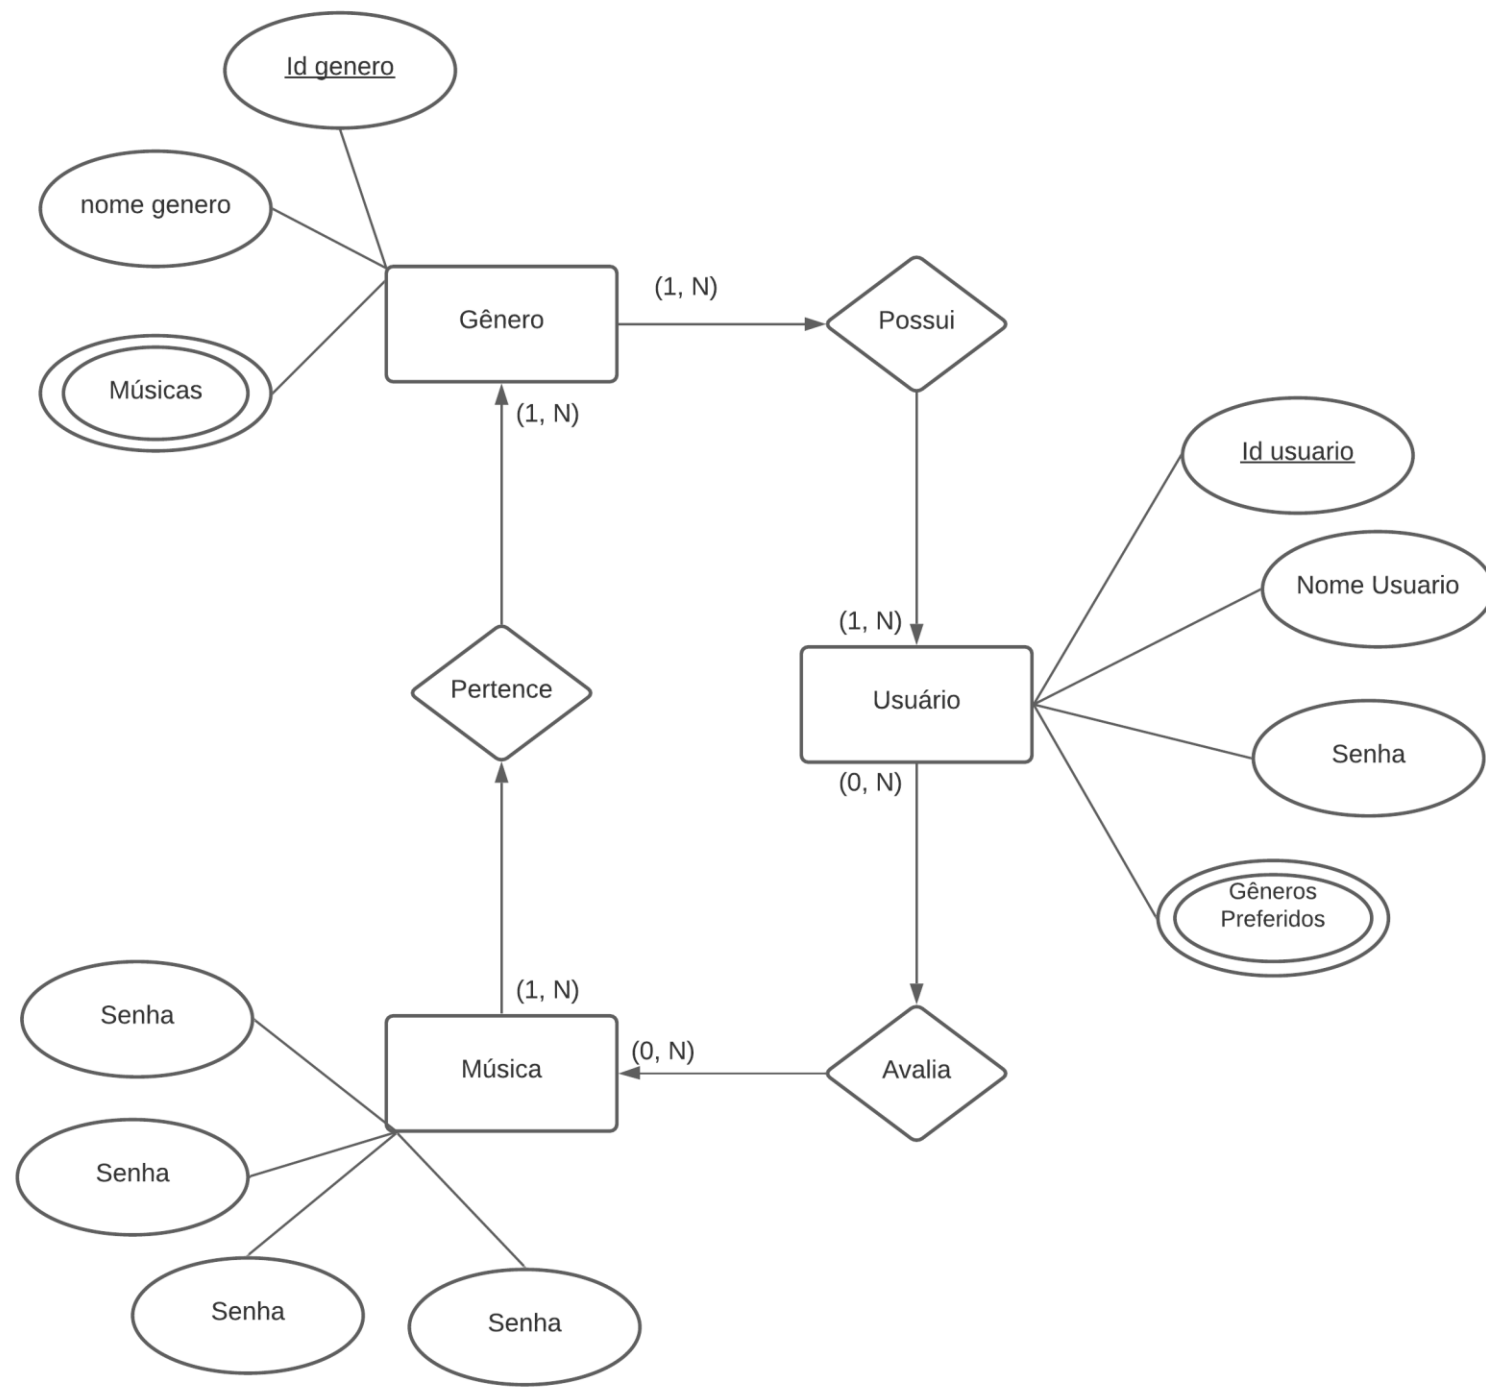 Id genero
nome genero
Músicas
Gênero
(1, N)
Possui
(1, N)
Id usuario
Nome Usuario
(1, N)
Usuário
Pertence
Senha
(0, N)
Gêneros
Preferidos
(1, N)
Senha
Música
(0, N)
Avalia
Senha
Senha
Senha